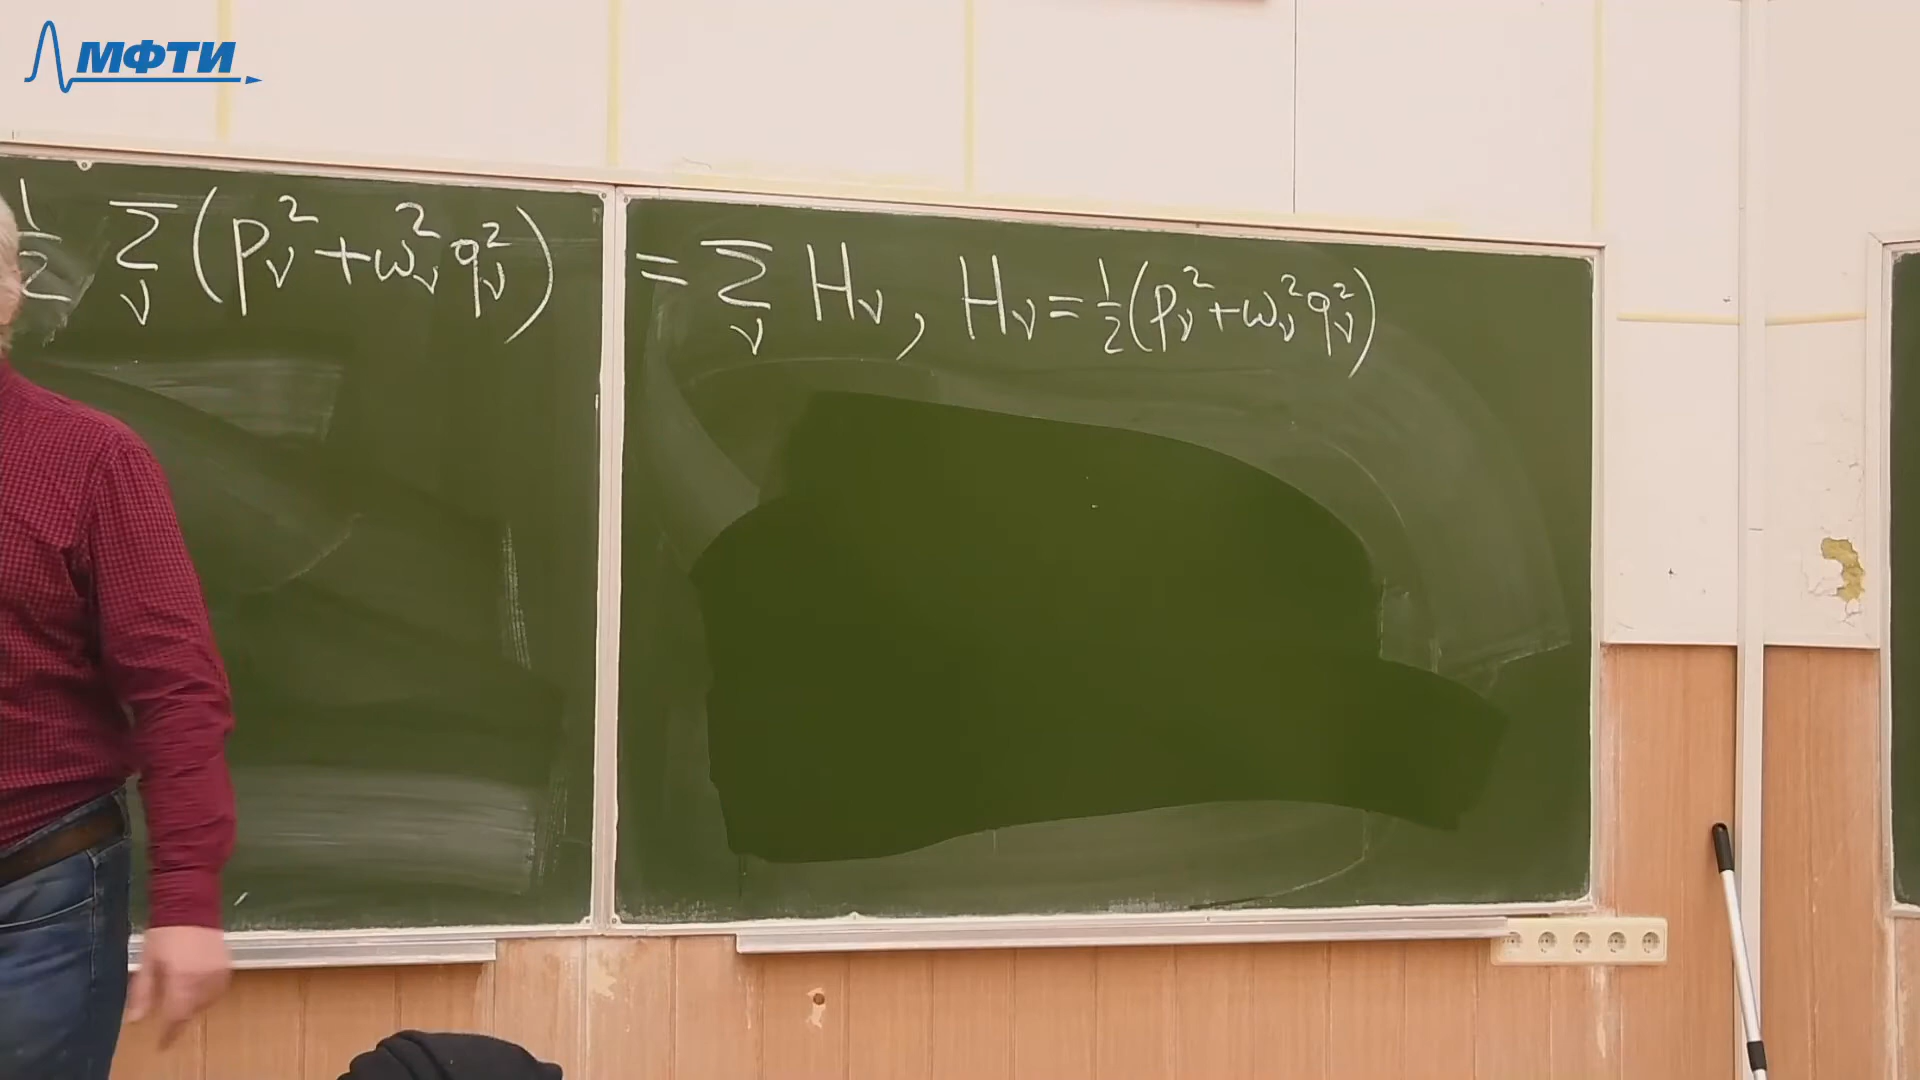 МФТИ
1/2 Σ_ν (p_ν² + ω_ν² q_ν²) = Σ_ν H_ν, H_ν = 1/2 (p_ν² + ω_ν² q_ν²)